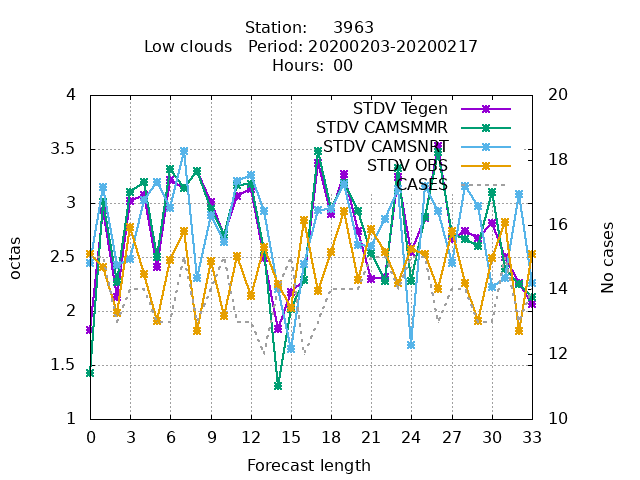 Station:     3963
Low clouds   Period: 20200203-20200217
Hours:  00
4
3.5
3
2.5
2
1.5
1
20
18
16
14
12
10
STDV Tegen
STDV CAMSMMR
STDV CAMSNRT
STDV OBS
CASES
octas
No cases
0 3 6 9 12 15 18 21 24 27 30 33
Forecast length